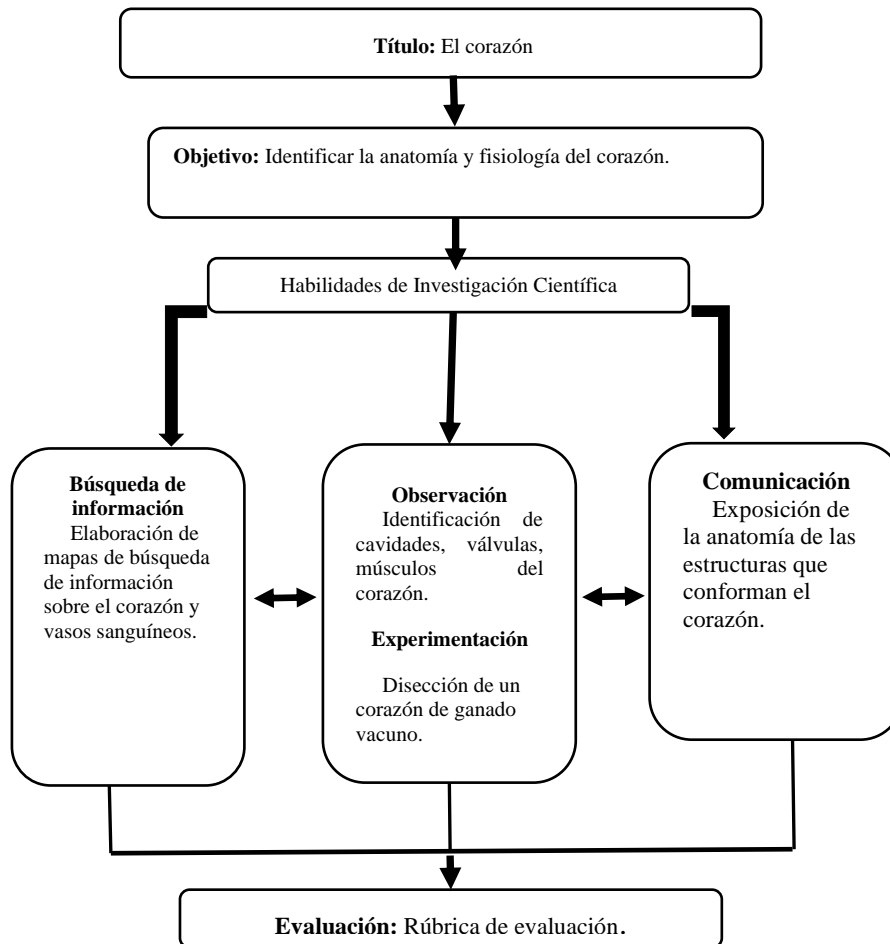 Título: El corazón
Objetivo: Identificar la anatomía y fisiología del corazón.
Habilidades de Investigación Científica
Búsqueda de
información
Elaboración de
mapas de búsqueda
de información
sobre el corazón y
vasos sanguíneos.
Observación
Identificación de
cavidades, válvulas,
músculos del
corazón.
Experimentación
Disección de un
corazón de ganado
vacuno.
Comunicación
Exposición de
la anatomía de las
estructuras que
conforman el
corazón.
Evaluación: Rúbrica de evaluación.